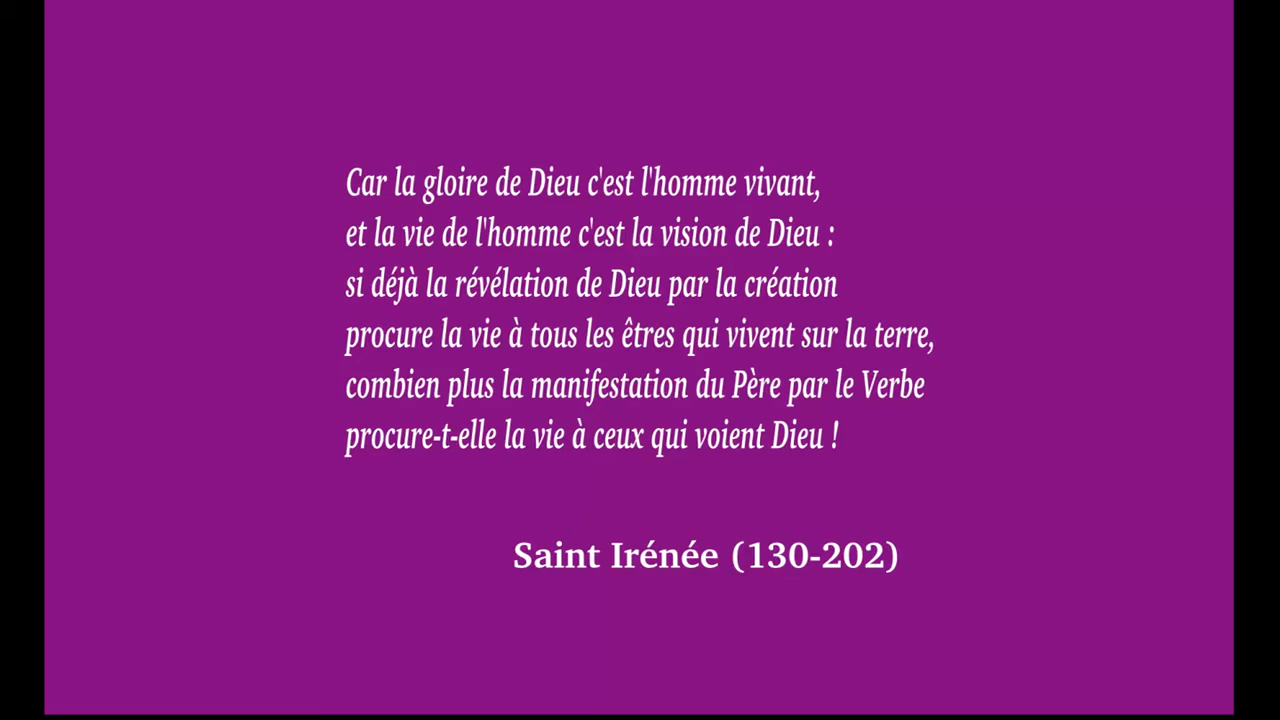 Car la gloire de Dieu c'est l'homme vivant,
et la vie de l'homme c'est la vision de Dieu :
si déjà la révélation de Dieu par la création
procure la vie à tous les êtres qui vivent sur la terre,
combien plus la manifestation du Père par le Verbe
procure-t-elle la vie à ceux qui voient Dieu !
Saint Irénée (130-202)